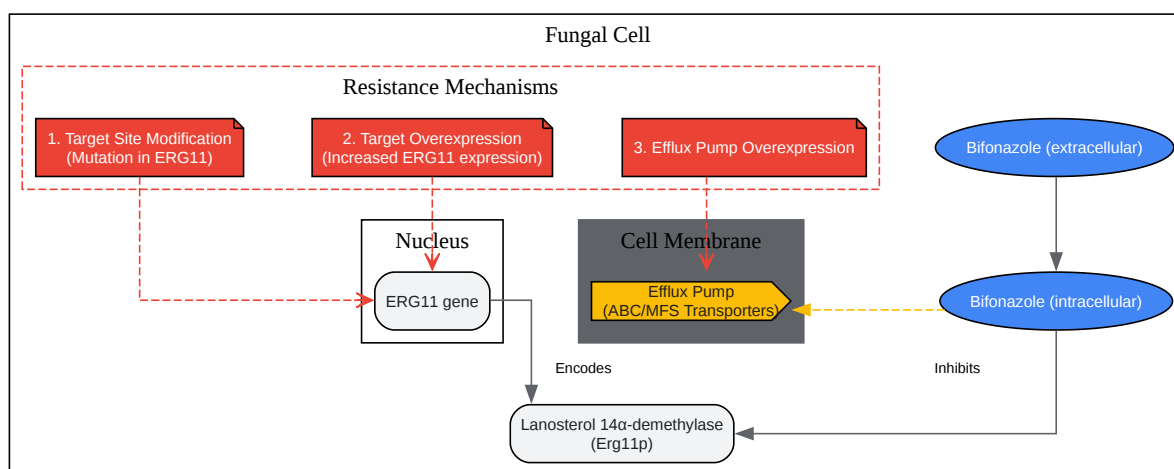 Fungal Cell
Resistance Mechanisms
1. Target Site Modification
(Mutation in ERG11)
2. Target Overexpression
(Increased ERG11 expression)
3. Efflux Pump Overexpression
Bifonazole (extracellular)
Nucleus
Cell Membrane
ERG11 gene
Efflux Pump
(ABC/MFS Transporters)
Bifonazole (intracellular)
Encodes
Inhibits
Lanosterol 14α-demethylase
(Erg11p)